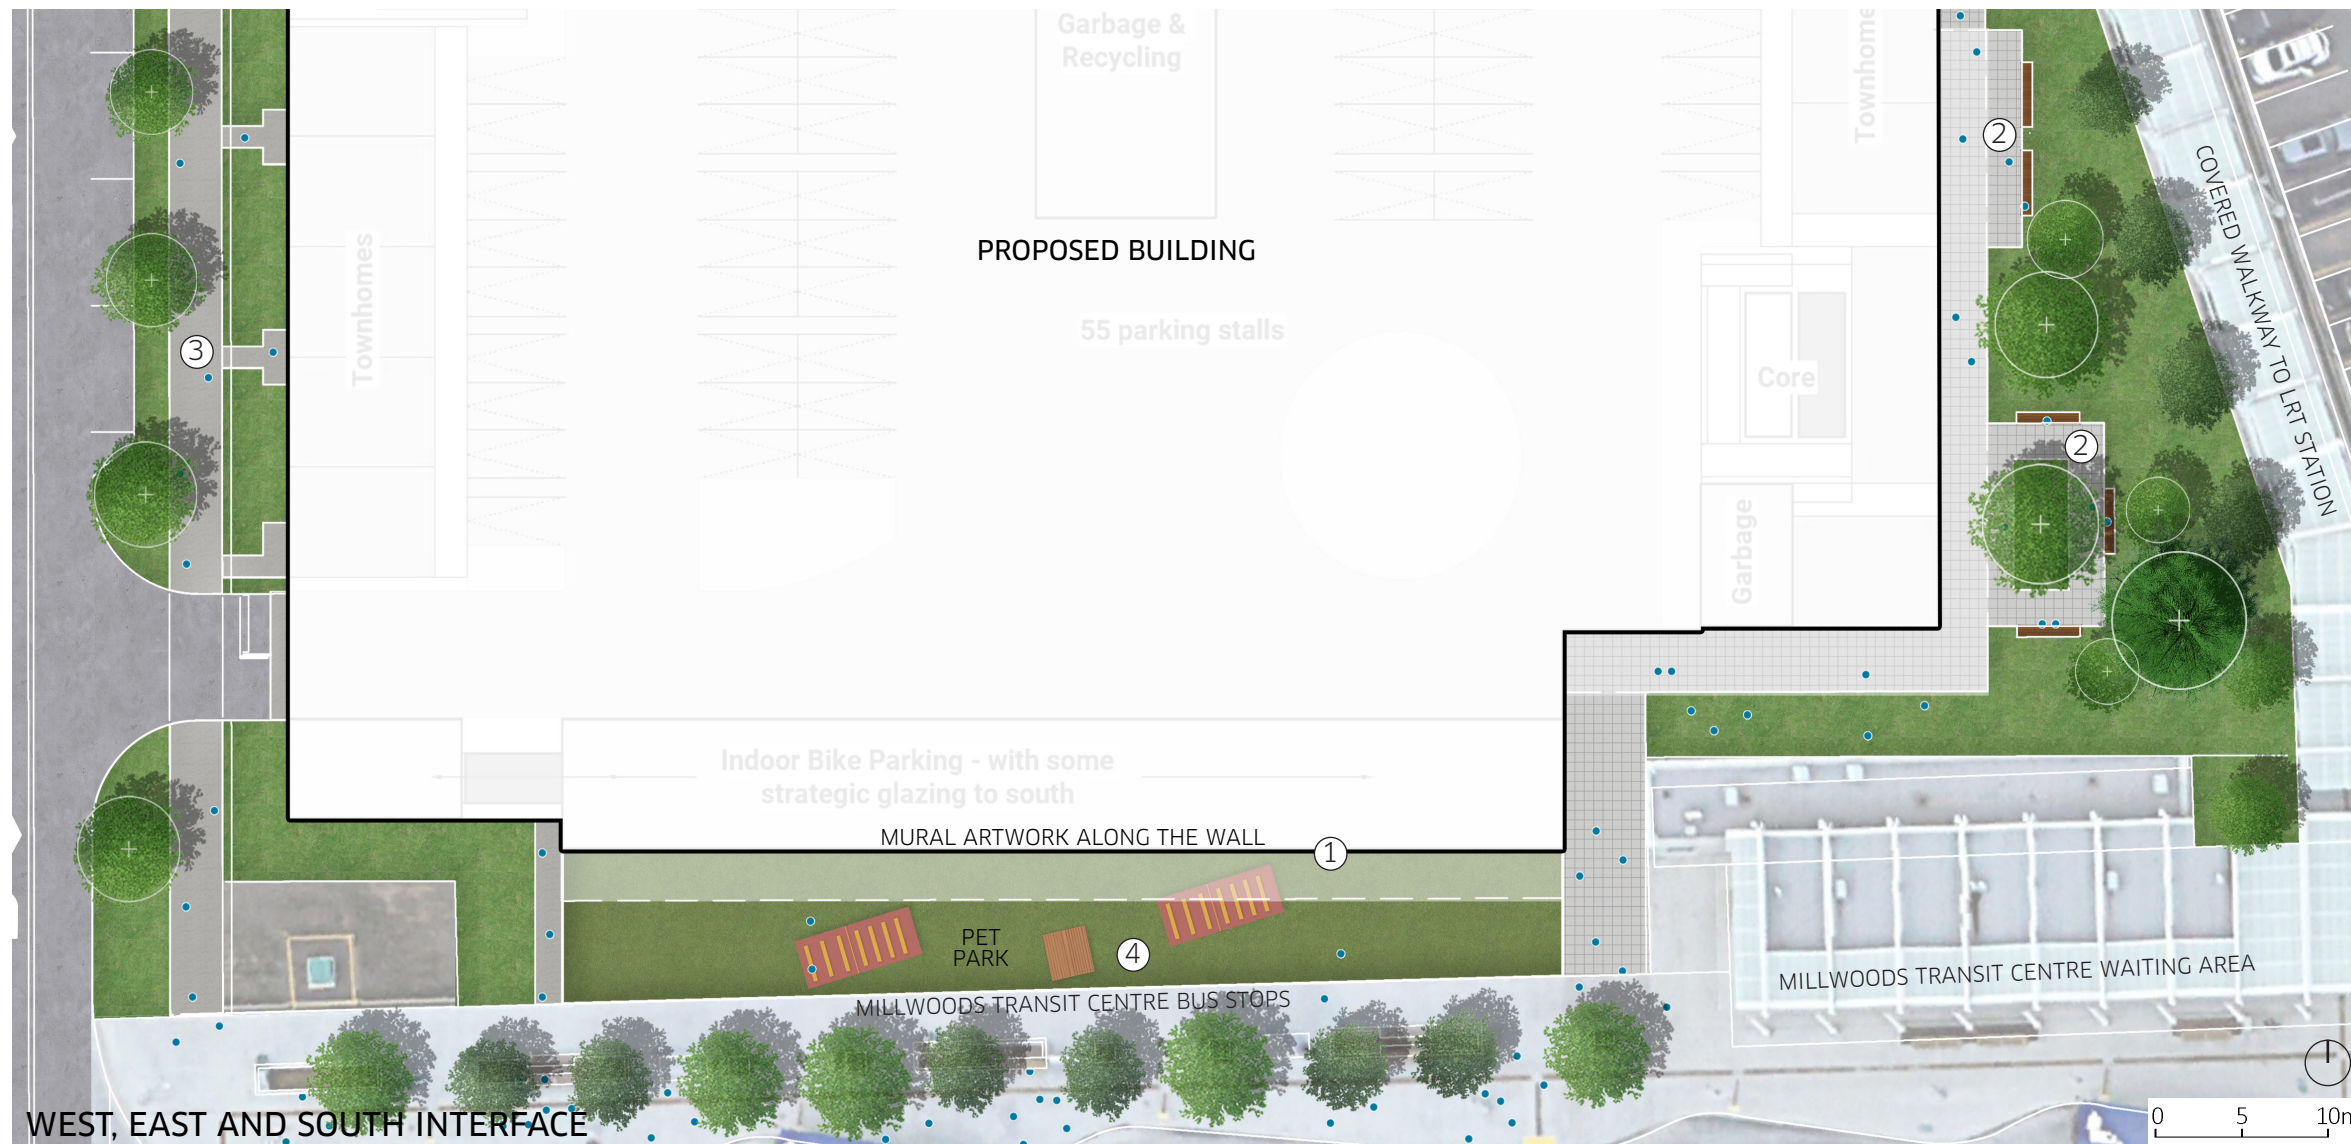 Garbage &
Recycling
Townhome
2
COVERED WALKWAY TO LRT STATION
PROPOSED BUILDING
Townhomes
55 parking stalls
3
Core
2
Garbage
Indoor Bike Parking - with some
strategic glazing to south
MURAL ARTWORK ALONG THE WALL
1
PET
PARK
4
MILLWOODS TRANSIT CENTRE WAITING AREA
MILLWOODS TRANSIT CENTRE BUS STOPS
WEST, EAST AND SOUTH INTERFACE
0 5 10m